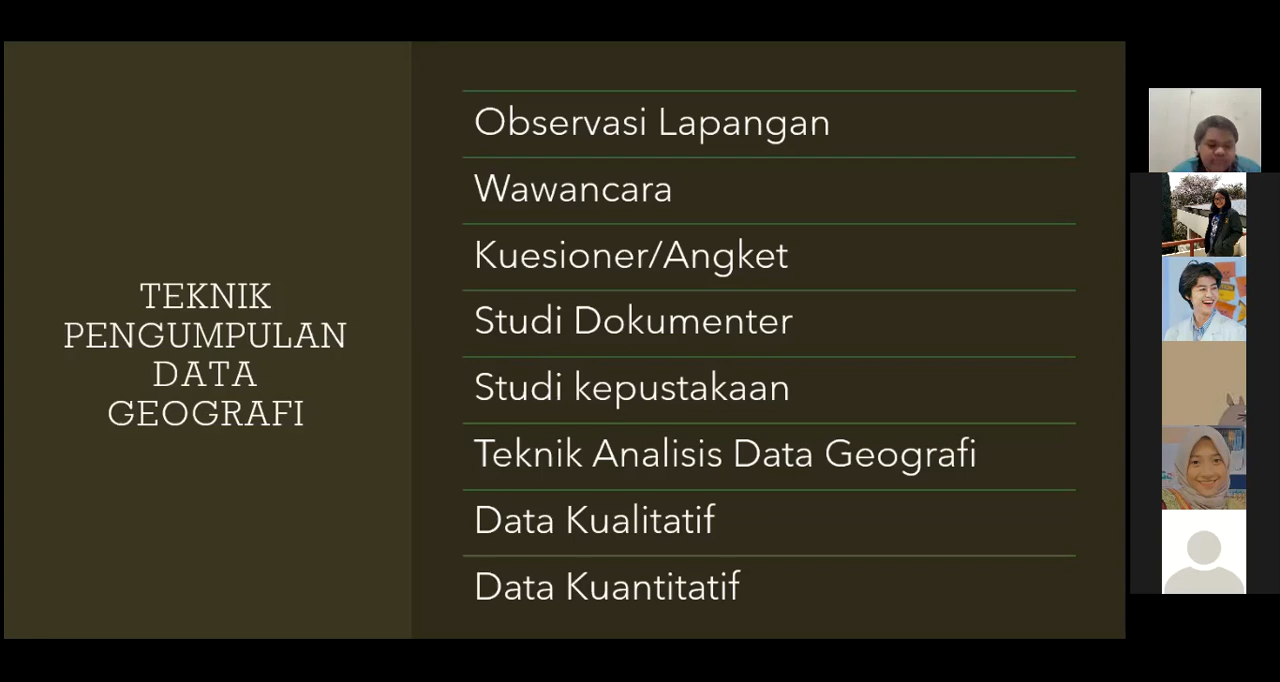 TEKNIK
PENGUMPULAN
DATA
GEOGRAFI
Observasi Lapangan
Wawancara
Kuesioner/Angket
Studi Dokumenter
Studi kepustakaan
Teknik Analisis Data Geografi
Data Kualitatif
Data Kuantitatif